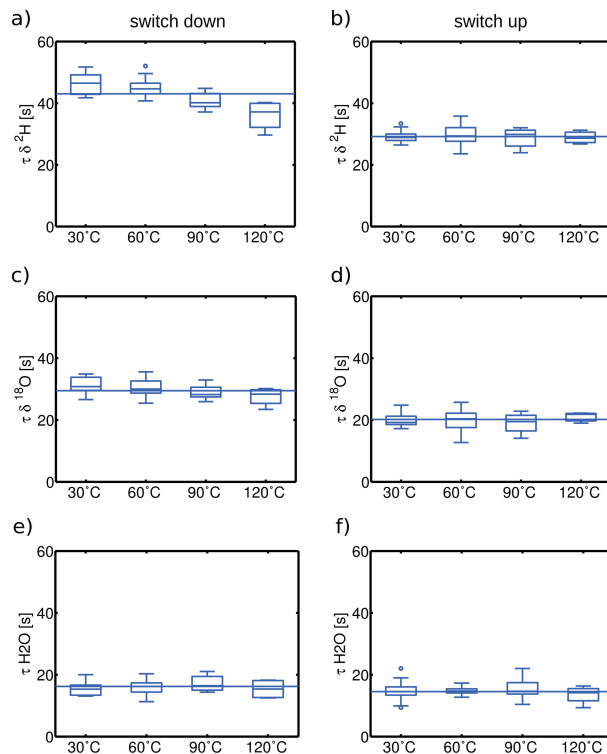 a)
switch down
b)
switch up
60
40
20
0
τ δ ²H [s]
30°C 60°C 90°C 120°C
60
40
20
0
τ δ ²H [s]
30°C 60°C 90°C 120°C
c)
60
40
20
0
τ δ ¹⁸O [s]
30°C 60°C 90°C 120°C
d)
60
40
20
0
τ δ ¹⁸O [s]
30°C 60°C 90°C 120°C
e)
60
40
20
0
τ H2O [s]
30°C 60°C 90°C 120°C
f)
60
40
20
0
τ H2O [s]
30°C 60°C 90°C 120°C